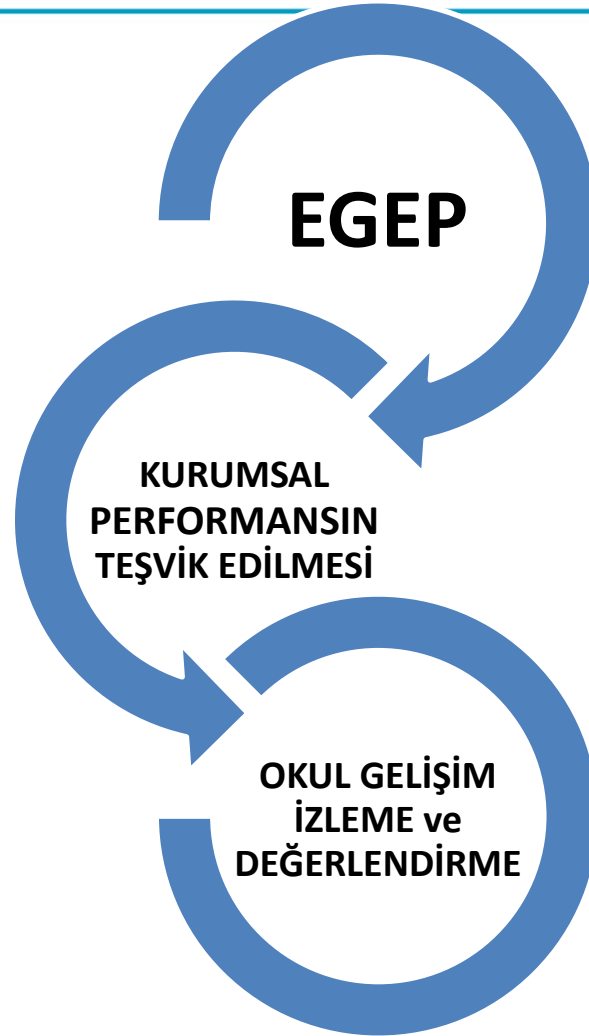 EGEP
KURUMSAL
PERFORMANSIN
TEŞVİK EDİLMESİ
OKUL GELİŞİM
İZLEME ve
DEĞERLENDİRME